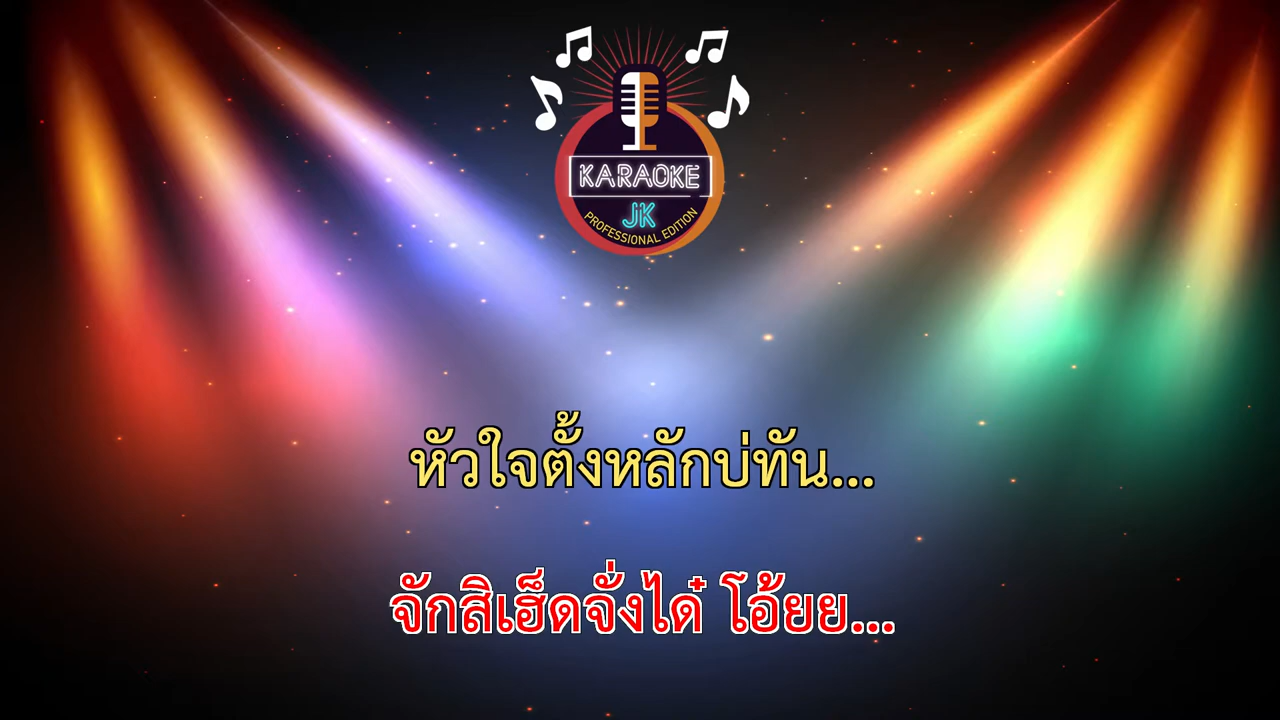 KARAOKE
JK
PROFESSIONAL EDITION
หัวใจตั้งหลักบ่ทัน...
จักสิเฮ็ดจั่งได๋ โอ้ยย...